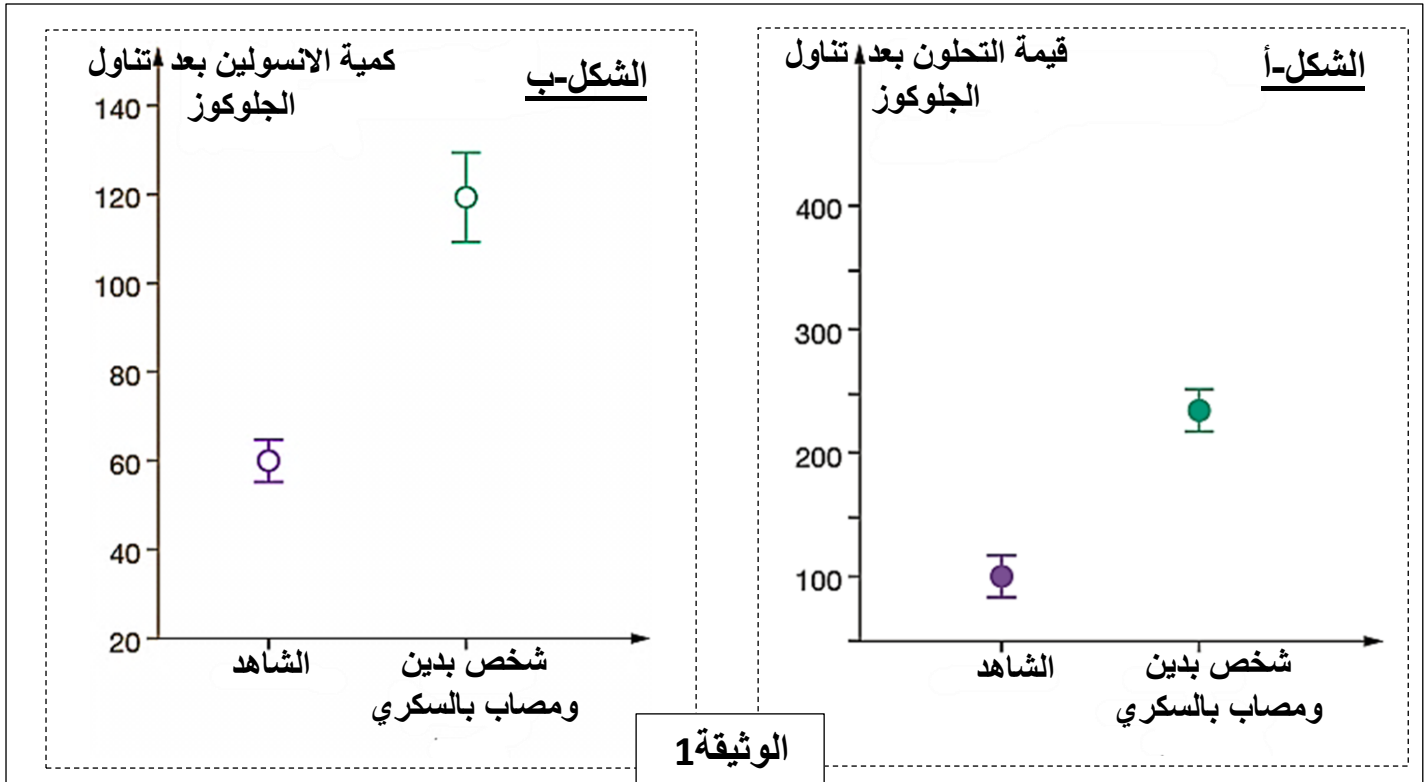 الشكل-أ
قيمة التحلون بعد تناول
الجلوكوز
400
300
200
100
الشاهد
شخص بدين
ومصاب بالسكري
الشكل-ب
كمية الانسولين بعد تناول
الجلوكوز
140
120
100
80
60
40
20
الشاهد
شخص بدين
ومصاب بالسكري
الوثيقة1